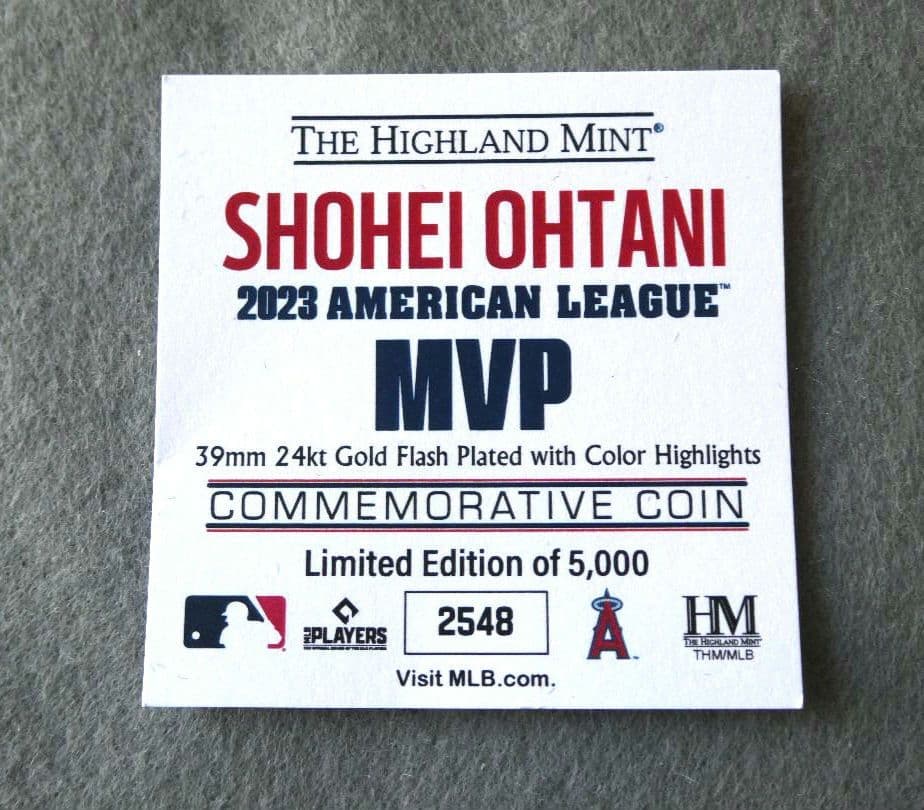 THE HIGHLAND MINT®
SHOHEI OHTANI
2023 AMERICAN LEAGUE™
MVP
39mm 24kt Gold Flash Plated with Color Highlights
COMMEMORATIVE COIN
Limited Edition of 5,000
MLB PLAYERS
2548
A
HM
THE HIGHLAND MINT
THM/MLB
Visit MLB.com.